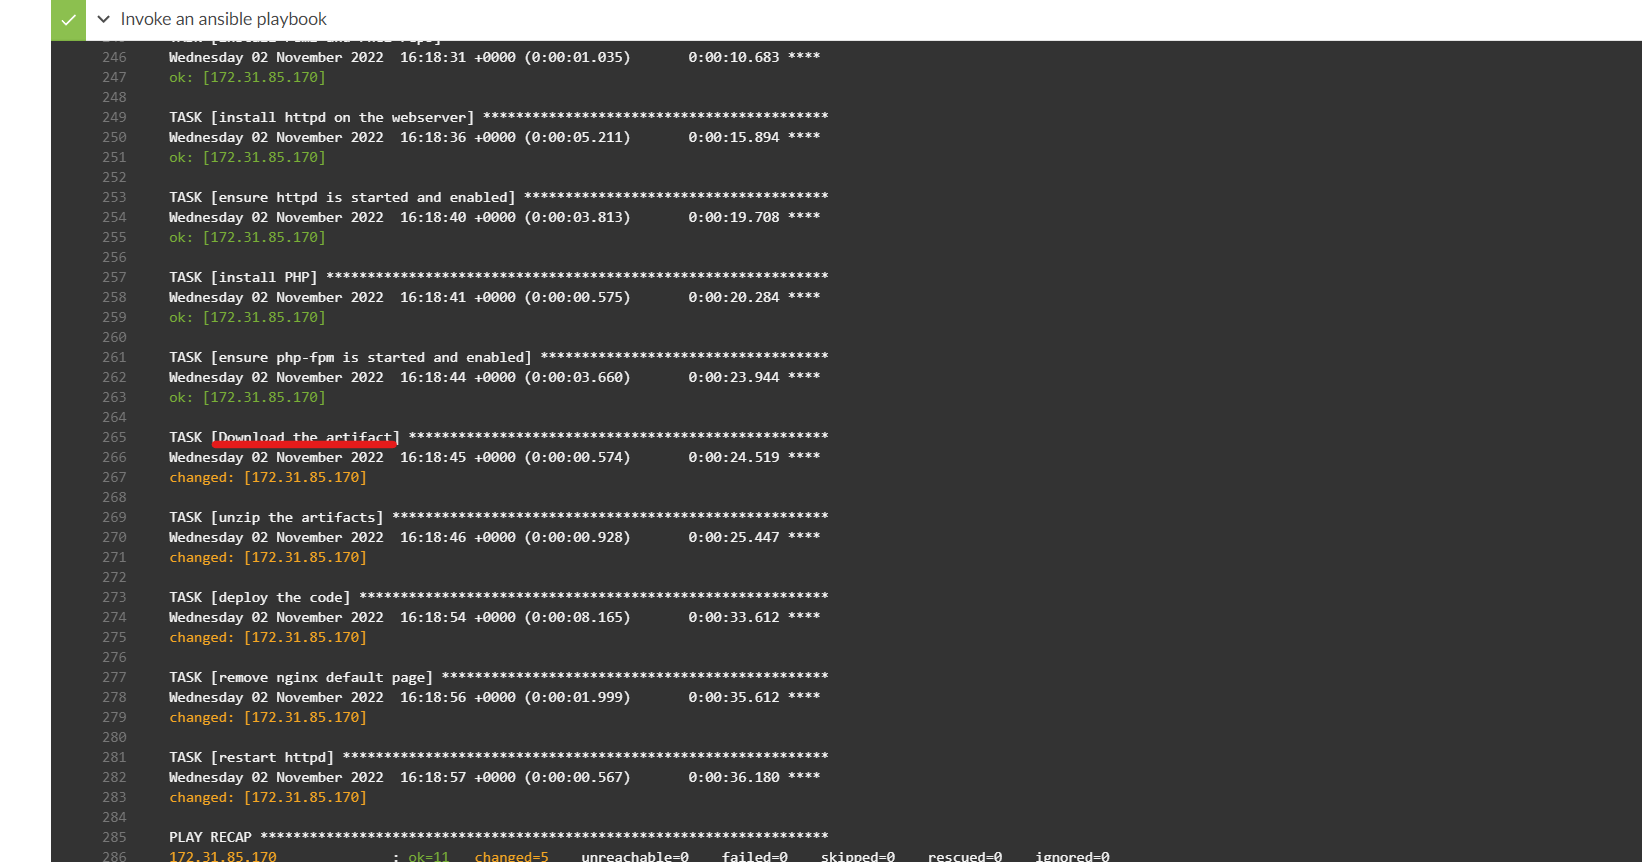 Invoke an ansible playbook
246 Wednesday 02 November 2022  16:18:31 +0000 (0:00:01.035)       0:00:10.683 ****
247 ok: [172.31.85.170]
248
249 TASK [install httpd on the webserver] ******************************************
250 Wednesday 02 November 2022  16:18:36 +0000 (0:00:05.211)       0:00:15.894 ****
251 ok: [172.31.85.170]
252
253 TASK [ensure httpd is started and enabled] *************************************
254 Wednesday 02 November 2022  16:18:40 +0000 (0:00:03.813)       0:00:19.708 ****
255 ok: [172.31.85.170]
256
257 TASK [install PHP] *************************************************************
258 Wednesday 02 November 2022  16:18:41 +0000 (0:00:00.575)       0:00:20.284 ****
259 ok: [172.31.85.170]
260
261 TASK [ensure php-fpm is started and enabled] ***********************************
262 Wednesday 02 November 2022  16:18:44 +0000 (0:00:03.660)       0:00:23.944 ****
263 ok: [172.31.85.170]
264
265 TASK [Download the artifact] ***************************************************
266 Wednesday 02 November 2022  16:18:45 +0000 (0:00:00.574)       0:00:24.519 ****
267 changed: [172.31.85.170]
268
269 TASK [unzip the artifacts] *****************************************************
270 Wednesday 02 November 2022  16:18:46 +0000 (0:00:00.928)       0:00:25.447 ****
271 changed: [172.31.85.170]
272
273 TASK [deploy the code] *********************************************************
274 Wednesday 02 November 2022  16:18:54 +0000 (0:00:08.165)       0:00:33.612 ****
275 changed: [172.31.85.170]
276
277 TASK [remove nginx default page] ***********************************************
278 Wednesday 02 November 2022  16:18:56 +0000 (0:00:01.999)       0:00:35.612 ****
279 changed: [172.31.85.170]
280
281 TASK [restart httpd] ***********************************************************
282 Wednesday 02 November 2022  16:18:57 +0000 (0:00:00.567)       0:00:36.180 ****
283 changed: [172.31.85.170]
284
285 PLAY RECAP *********************************************************************
286 172.31.85.170              : ok=11   changed=5    unreachable=0    failed=0    skipped=0    rescued=0    ignored=0